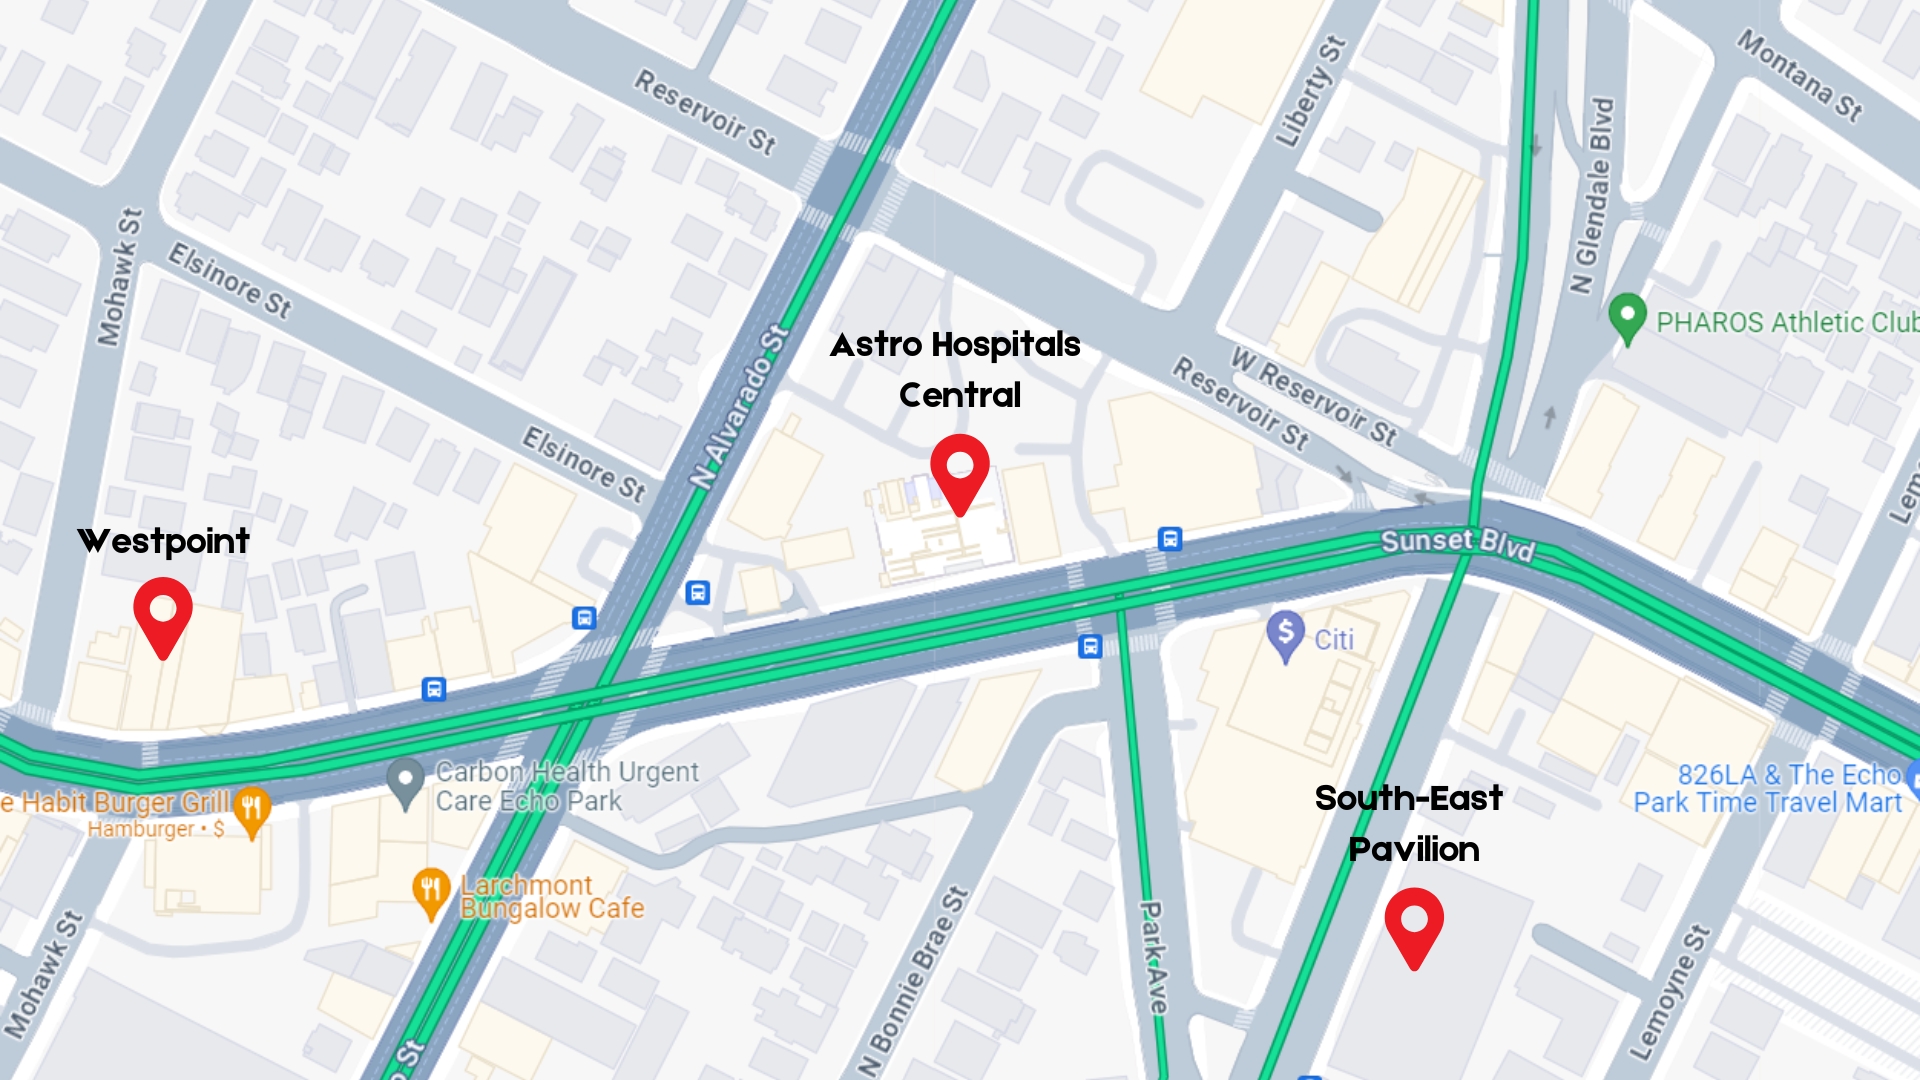 Montana St
Liberty St
Reservoir St
N Glendale Blvd
Mohawk St
Elsinore St
PHAROS Athletic Club
Astro Hospitals
Central
N Alvarado St
W Reservoir St
Reservoir St
Elsinore St
Westpoint
Sunset Blvd
Citi
Carbon Health Urgent
Care Echo Park
e Habit Burger Grill
Hamburger • $
826LA & The Echo
Park Time Travel Mart
South-East
Pavilion
Larchmont
Bungalow Cafe
Park Ave
N Bonnie Brae St
Mohawk St
Lemoyne St
o St